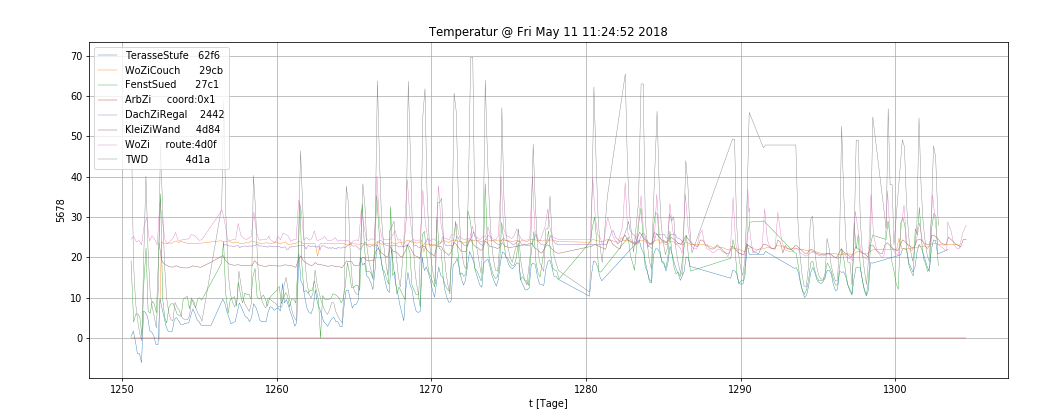 Temperatur @ Fri May 11 11:24:52 2018
70
60
50
40
30
20
10
0
5678
TerasseStufe 62f6
WoZiCouch 29cb
FenstSued 27c1
ArbZi coord:0x1
DachZiRegal 2442
KleiZiWand 4d84
WoZi route:4d0f
TWD 4d1a
1250 1260 1270 1280 1290 1300
t [Tage]